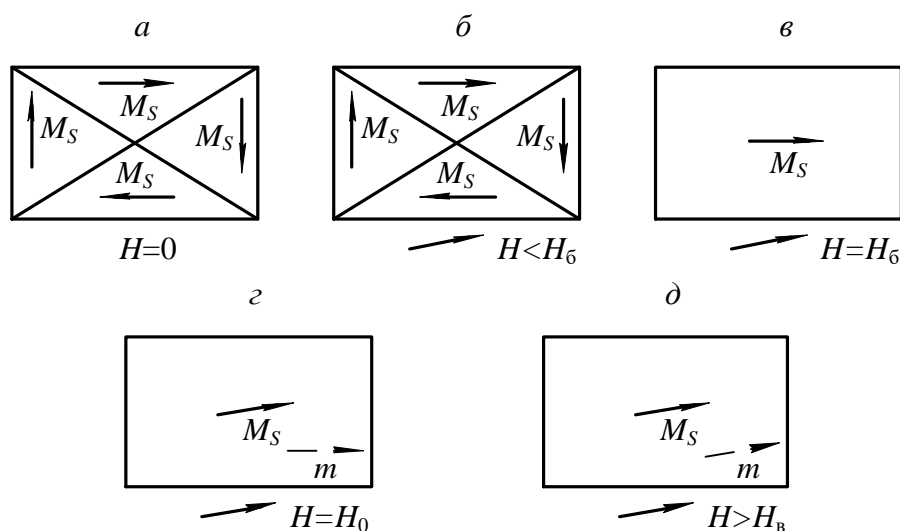 а б в
M_S M_S M_S M_S
M_S M_S M_S M_S
M_S
H=0 H<H_б H=H_б
г д
M_S M_S
m m
H=H_0 H>H_в